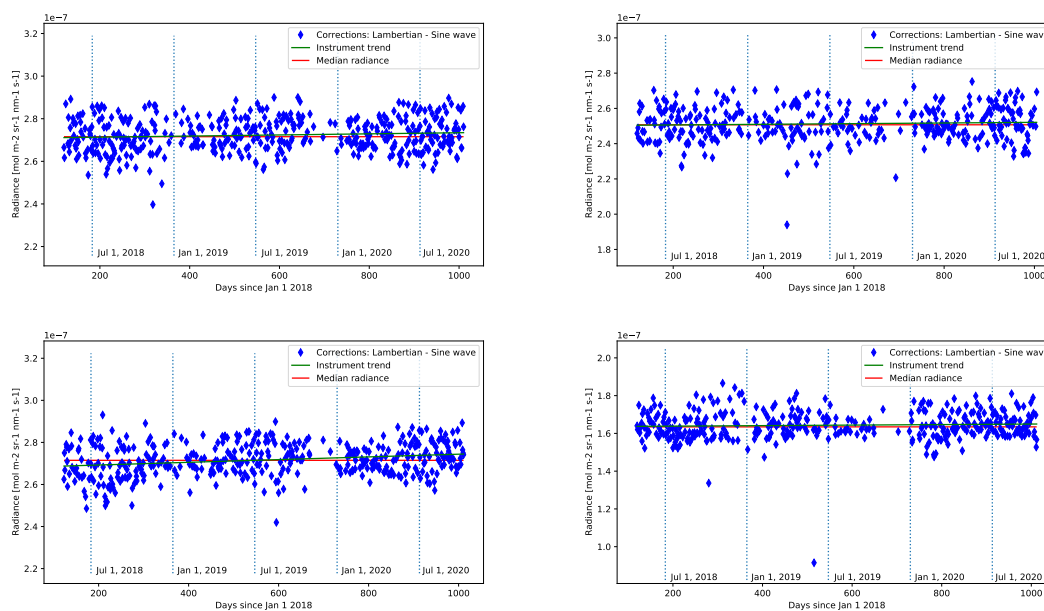 1e−7
Corrections: Lambertian - Sine wave
Instrument trend
Median radiance
3.2
3.0
2.8
2.6
2.4
2.2
Radiance [mol m-2 sr-1 nm-1 s-1]
Jul 1, 2018
Jan 1, 2019
Jul 1, 2019
Jan 1, 2020
Jul 1, 2020
200
400
600
800
1000
Days since Jan 1 2018
1e−7
Corrections: Lambertian - Sine wave
Instrument trend
Median radiance
3.0
2.8
2.6
2.4
2.2
2.0
1.8
Radiance [mol m-2 sr-1 nm-1 s-1]
Jul 1, 2018
Jan 1, 2019
Jul 1, 2019
Jan 1, 2020
Jul 1, 2020
200
400
600
800
1000
Days since Jan 1 2018
1e−7
Corrections: Lambertian - Sine wave
Instrument trend
Median radiance
3.2
3.0
2.8
2.6
2.4
2.2
Radiance [mol m-2 sr-1 nm-1 s-1]
Jul 1, 2018
Jan 1, 2019
Jul 1, 2019
Jan 1, 2020
Jul 1, 2020
200
400
600
800
1000
Days since Jan 1 2018
1e−7
Corrections: Lambertian - Sine wave
Instrument trend
Median radiance
2.0
1.8
1.6
1.4
1.2
1.0
Radiance [mol m-2 sr-1 nm-1 s-1]
Jul 1, 2018
Jan 1, 2019
Jul 1, 2019
Jan 1, 2020
Jul 1, 2020
200
400
600
800
1000
Days since Jan 1 2018